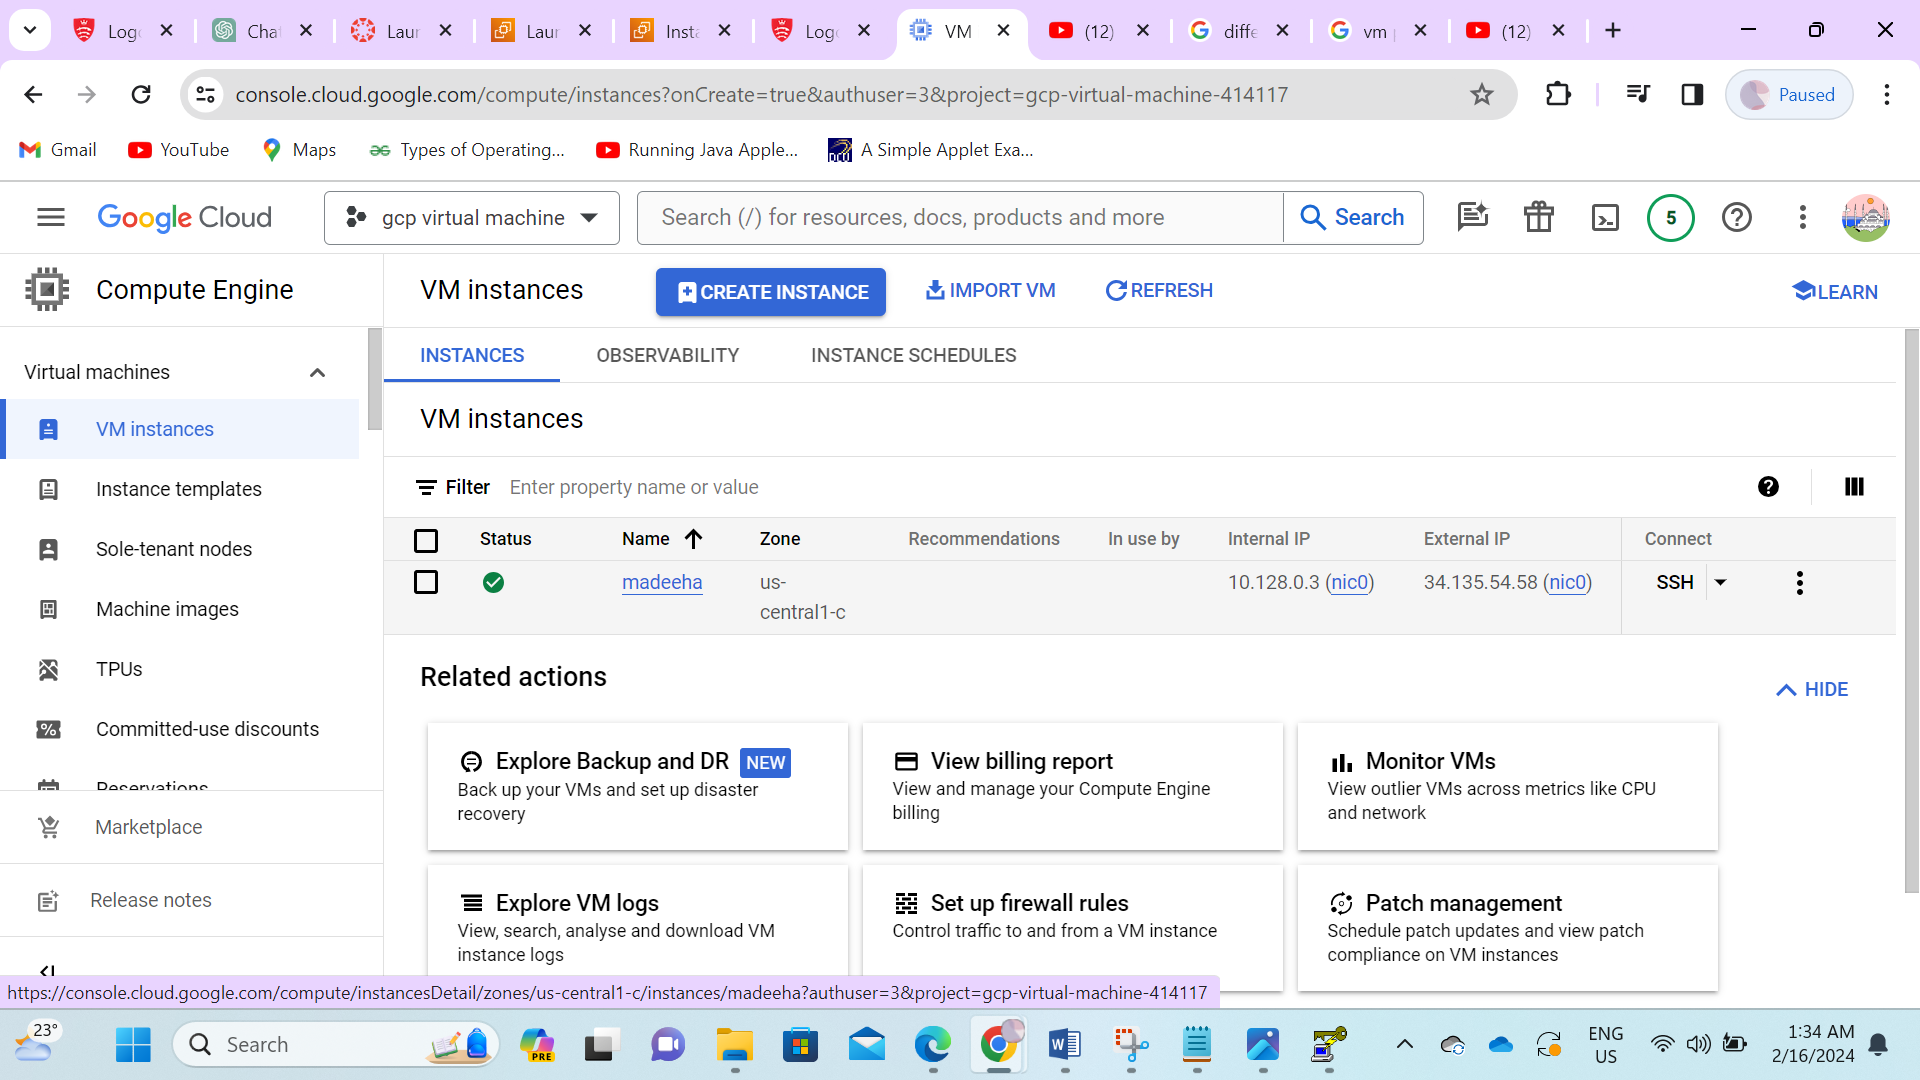 Logo
Chat
Laun
Laun
Insta
Logo
VM
(12)
diffe
vm p
(12)
console.cloud.google.com/compute/instances?onCreate=true&authuser=3&project=gcp-virtual-machine-414117
Paused
Gmail
YouTube
Maps
Types of Operating...
Running Java Apple...
A Simple Applet Exa...
Google Cloud
gcp virtual machine
Search (/) for resources, docs, products and more
Search
5
Compute Engine
VM instances
CREATE INSTANCE
IMPORT VM
REFRESH
LEARN
Virtual machines
VM instances
Instance templates
Sole-tenant nodes
Machine images
TPUs
Committed-use discounts
Reservations
Marketplace
Release notes
INSTANCES
OBSERVABILITY
INSTANCE SCHEDULES
VM instances
Filter
Enter property name or value
Status
Name
Zone
Recommendations
In use by
Internal IP
External IP
Connect
madeeha
us-
central1-c
10.128.0.3 (nic0)
34.135.54.58 (nic0)
SSH
Related actions
HIDE
Explore Backup and DR NEW
Back up your VMs and set up disaster
recovery
View billing report
View and manage your Compute Engine
billing
Monitor VMs
View outlier VMs across metrics like CPU
and network
Explore VM logs
View, search, analyse and download VM
instance logs
Set up firewall rules
Control traffic to and from a VM instance
Patch management
Schedule patch updates and view patch
compliance on VM instances
https://console.cloud.google.com/compute/instancesDetail/zones/us-central1-c/instances/madeeha?authuser=3&project=gcp-virtual-machine-414117
23°
Search
PRE
ENG
US
1:34 AM
2/16/2024